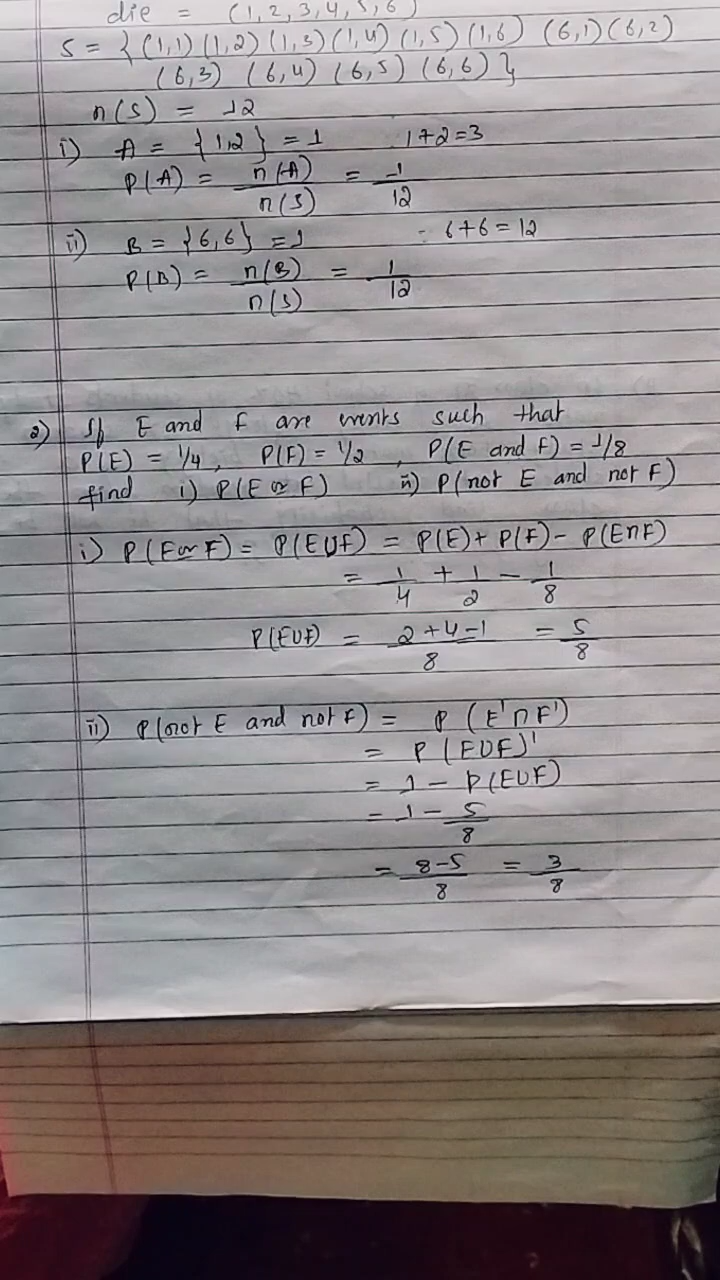 die = (1, 2, 3, 4, 5, 6)
S = { (1,1) (1,2) (1,3) (1,4) (1,5) (1,6) (6,1) (6,2)
(6,3) (6,4) (6,5) (6,6) }
n(S) = 12
i) A = {1,2} = 1 1+2=3
P(A) = n(A)/n(S) = 1/12
ii) B = {6,6} = 1 - 6+6=12
P(B) = n(B)/n(S) = 1/12
2) If E and F are events such that
P(E) = 1/4, P(F) = 1/2, P(E and F) = 1/8
find i) P(E or F) ii) P(not E and not F)
i) P(E or F) = P(E∪F) = P(E) + P(F) - P(E∩F)
= 1/4 + 1/2 - 1/8
P(E∪F) = 2+4-1/8 = 5/8
ii) P(not E and not F) = P(E'∩F')
= P(E∪F)'
= 1 - P(E∪F)
= 1 - 5/8
= 8-5/8 = 3/8